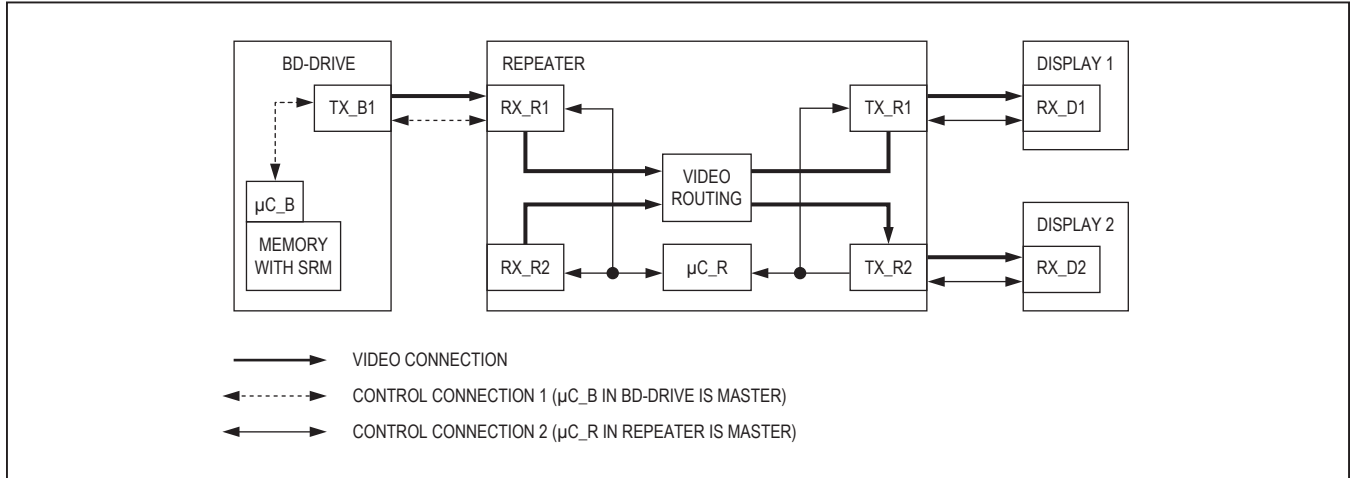 BD-DRIVE
TX_B1
µC_B
MEMORY
WITH SRM
REPEATER
RX_R1
RX_R2
VIDEO
ROUTING
µC_R
TX_R1
TX_R2
DISPLAY 1
RX_D1
DISPLAY 2
RX_D2
VIDEO CONNECTION
CONTROL CONNECTION 1 (µC_B IN BD-DRIVE IS MASTER)
CONTROL CONNECTION 2 (µC_R IN REPEATER IS MASTER)